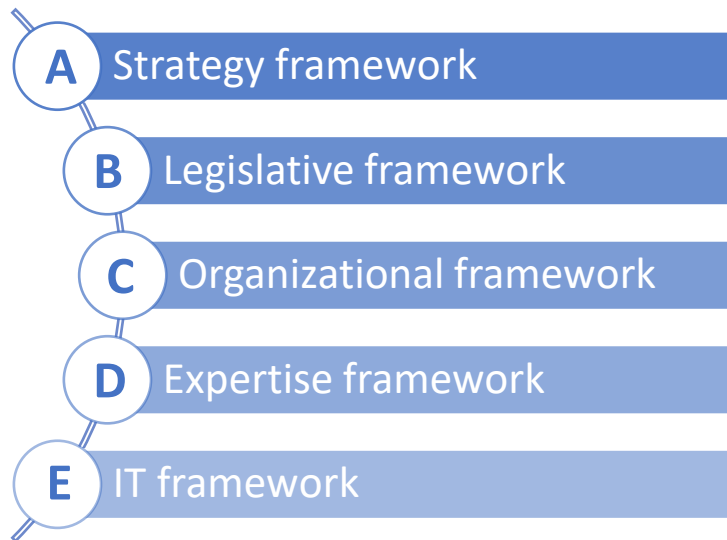 A Strategy framework
B Legislative framework
C Organizational framework
D Expertise framework
E IT framework